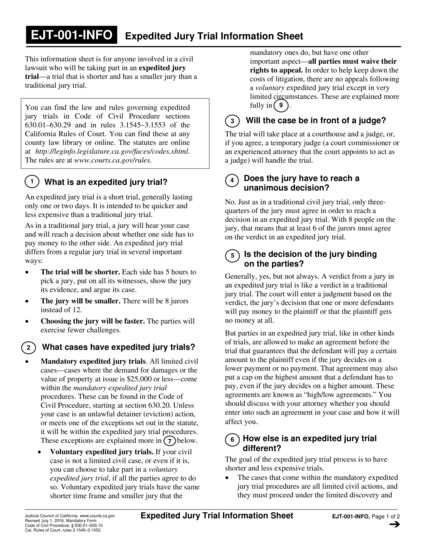 EJT-001-INFO Expedited Jury Trial Information Sheet
This information sheet is for anyone involved in a civil
lawsuit who will be taking part in an expedited jury
trial—a trial that is shorter and has a smaller jury than a
traditional jury trial.
You can find the law and rules governing expedited
jury trials in Code of Civil Procedure sections
630.01–630.29 and in rules 3.1545–3.1553 of the
California Rules of Court. You can find these at any
county law library or online. The statutes are online
at http://leginfo.legislature.ca.gov/faces/codes.xhtml.
The rules are at www.courts.ca.gov/rules.
1 What is an expedited jury trial?
An expedited jury trial is a short trial, generally lasting
only one or two days. It is intended to be quicker and
less expensive than a traditional jury trial.
As in a traditional jury trial, a jury will hear your case
and will reach a decision about whether one side has to
pay money to the other side. An expedited jury trial
differs from a regular jury trial in several important
ways:
• The trial will be shorter. Each side has 5 hours to
pick a jury, put on all its witnesses, show the jury
its evidence, and argue its case.
• The jury will be smaller. There will be 8 jurors
instead of 12.
• Choosing the jury will be faster. The parties will
exercise fewer challenges.
2 What cases have expedited jury trials?
• Mandatory expedited jury trials. All limited civil
cases—cases where the demand for damages or the
value of property at issue is $25,000 or less—come
within the mandatory expedited jury trial
procedures. These can be found in the Code of
Civil Procedure, starting at section 630.20. Unless
your case is an unlawful detainer (eviction) action,
or meets one of the exceptions set out in the statute,
it will be within the expedited jury trial procedures.
These exceptions are explained more in 7 below.
• Voluntary expedited jury trials. If your civil
case is not a limited civil case, or even if it is,
you can choose to take part in a voluntary
expedited jury trial, if all the parties agree to do
so. Voluntary expedited jury trials have the same
shorter time frame and smaller jury that the
mandatory ones do, but have one other
important aspect—all parties must waive their
rights to appeal. In order to help keep down the
costs of litigation, there are no appeals following
a voluntary expedited jury trial except in very
limited circumstances. These are explained more
fully in 9.
3 Will the case be in front of a judge?
The trial will take place at a courthouse and a judge, or,
if you agree, a temporary judge (a court commissioner or
an experienced attorney that the court appoints to act as
a judge) will handle the trial.
4 Does the jury have to reach a
unanimous decision?
No. Just as in a traditional civil jury trial, only three-
quarters of the jury must agree in order to reach a
decision in an expedited jury trial. With 8 people on the
jury, that means that at least 6 of the jurors must agree
on the verdict in an expedited jury trial.
5 Is the decision of the jury binding
on the parties?
Generally, yes, but not always. A verdict from a jury in
an expedited jury trial is like a verdict in a traditional
jury trial. The court will enter a judgment based on the
verdict, the jury's decision that one or more defendants
will pay money to the plaintiff or that the plaintiff gets
no money at all.
But parties in an expedited jury trial, like in other kinds
of trials, are allowed to make an agreement before the
trial that guarantees that the defendant will pay a certain
amount to the plaintiff even if the jury decides on a
lower payment or no payment. That agreement may also
put a cap on the highest amount that a defendant has to
pay, even if the jury decides on a higher amount. These
agreements are known as "high/low agreements." You
should discuss with your attorney whether you should
enter into such an agreement in your case and how it will
affect you.
6 How else is an expedited jury trial
different?
The goal of the expedited jury trial process is to have
shorter and less expensive trials.
• The cases that come within the mandatory expedited
jury trial procedures are all limited civil actions, and
they must proceed under the limited discovery and
Judicial Council of California, www.courts.ca.gov
Revised July 1, 2016, Mandatory Form
Code of Civil Procedure, § 630.01–630.10
Cal. Rules of Court, rules 3.1545–3.1553
Expedited Jury Trial Information Sheet
EJT-001-INFO, Page 1 of 2